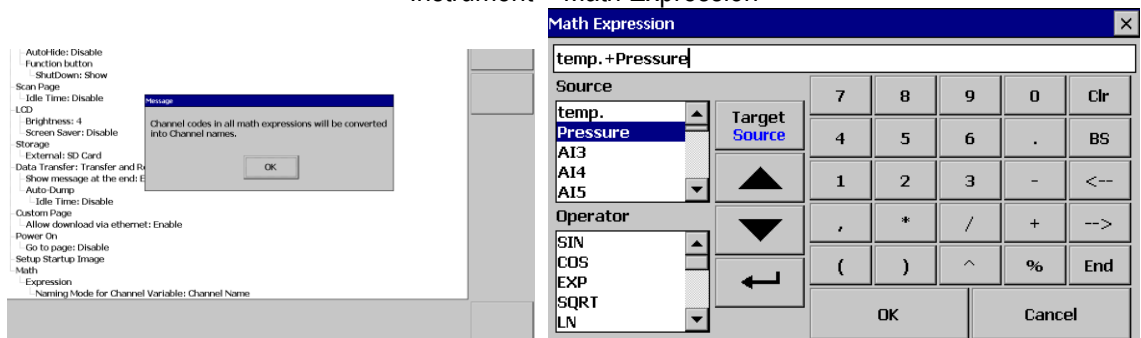 AutoHide: Disable
Function button
ShutDown: Show
Scan Page
Idle Time: Disable
LCD
Brightness: 4
Screen Saver: Disable
Storage
External: SD Card
Data Transfer: Transfer and R
Show message at the end: E
Auto-Dump
Idle Time: Disable
Custom Page
Allow download via ethernet: Enable
Power On
Go to page: Disable
Setup Startup Image
Math
Expression
Naming Mode for Channel Variable: Channel Name
Message
Channel codes in all math expressions will be converted
into Channel names.
OK
Math Expression
temp.+Pressure
Source
temp.
Pressure
AI3
AI4
AI5
Target
Source
Operator
SIN
COS
EXP
SQRT
LN
7 8 9 0 Clr
4 5 6 . BS
1 2 3 - <--
, * / + -->
( ) ^ % End
OK Cancel